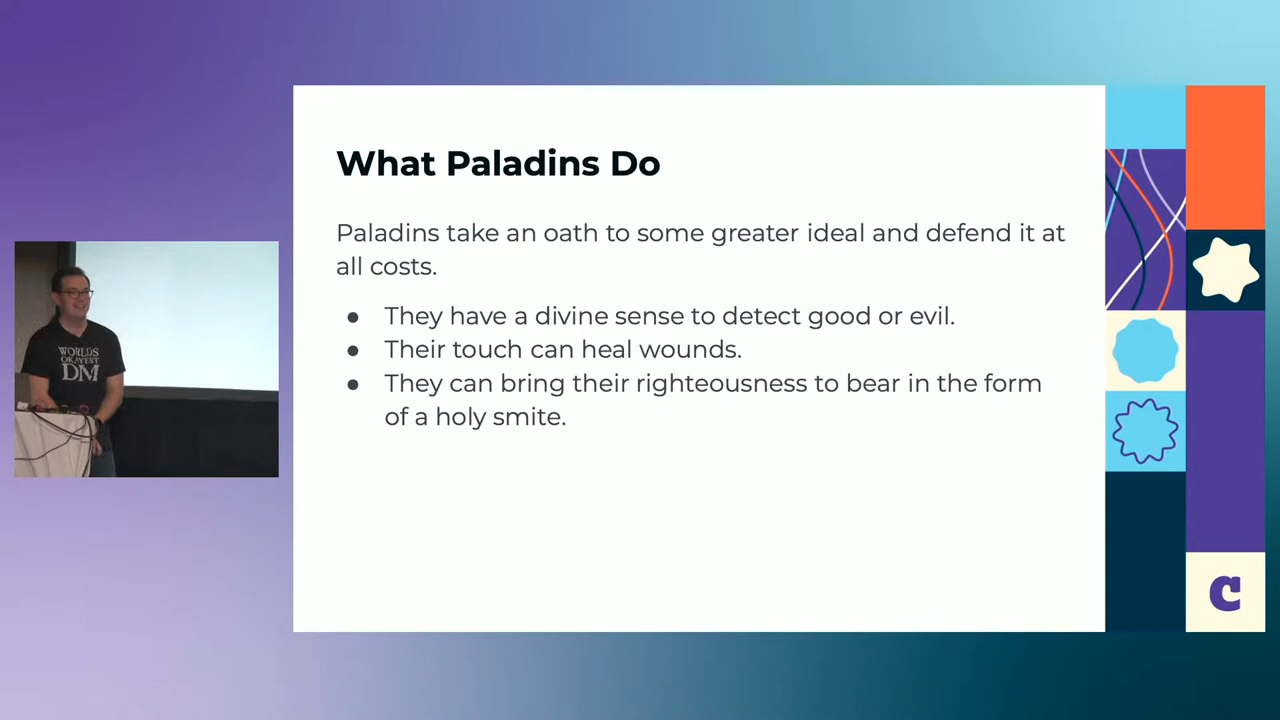 What Paladins Do
Paladins take an oath to some greater ideal and defend it at
all costs.
● They have a divine sense to detect good or evil.
● Their touch can heal wounds.
● They can bring their righteousness to bear in the form
of a holy smite.
WORLDS
OKAYEST
DM
C